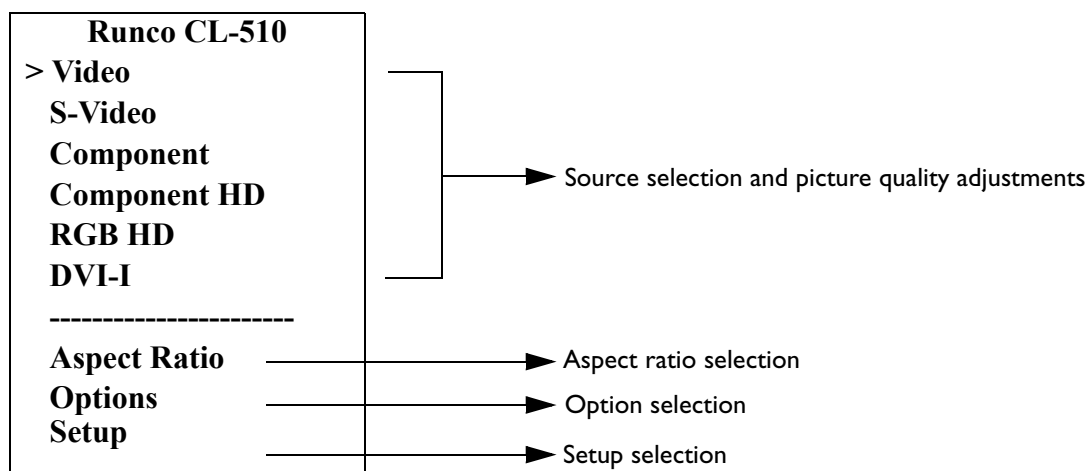 Runco CL-510
> Video
S-Video
Component
Component HD
RGB HD
DVI-I
-----------------------
Aspect Ratio
Options
Setup
Source selection and picture quality adjustments
Aspect ratio selection
Option selection
Setup selection